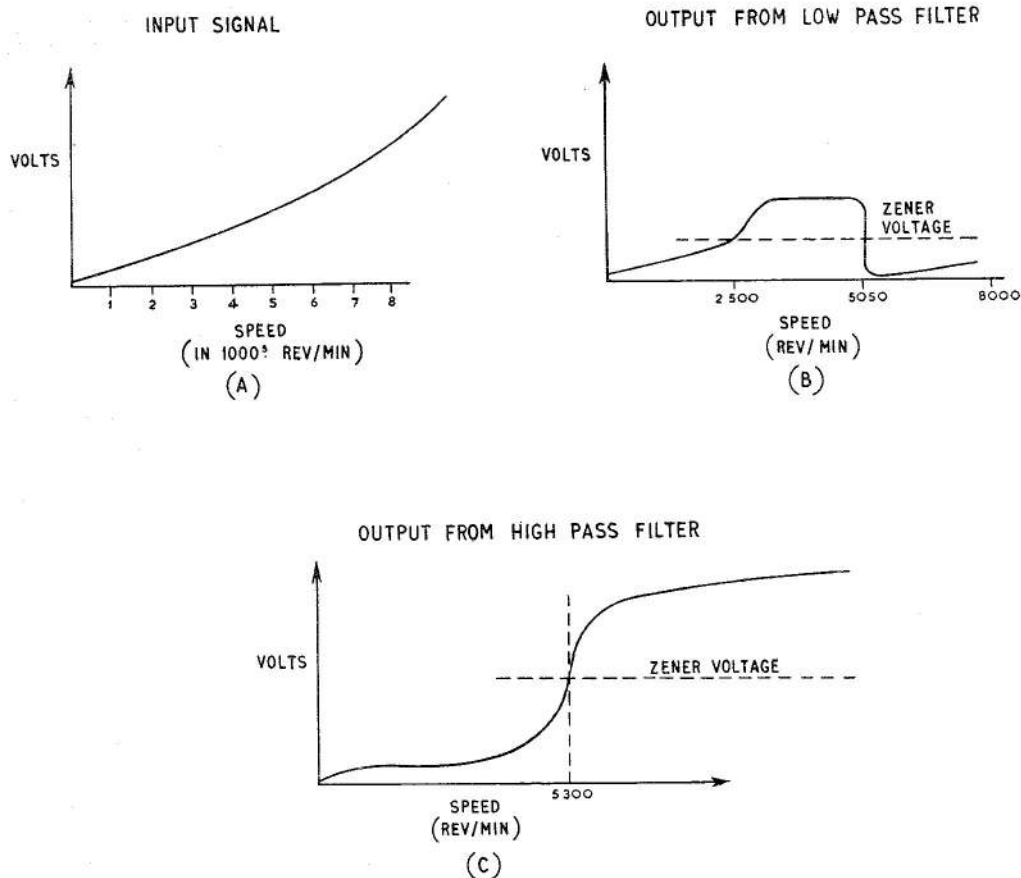 INPUT SIGNAL
VOLTS
1 2 3 4 5 6 7 8
SPEED
(IN 1000ˢ REV/MIN)
(A)
OUTPUT FROM LOW PASS FILTER
VOLTS
ZENER
VOLTAGE
2500 5050 8000
SPEED
(REV/MIN)
(B)
OUTPUT FROM HIGH PASS FILTER
VOLTS
ZENER VOLTAGE
5300
SPEED
(REV/MIN)
(C)